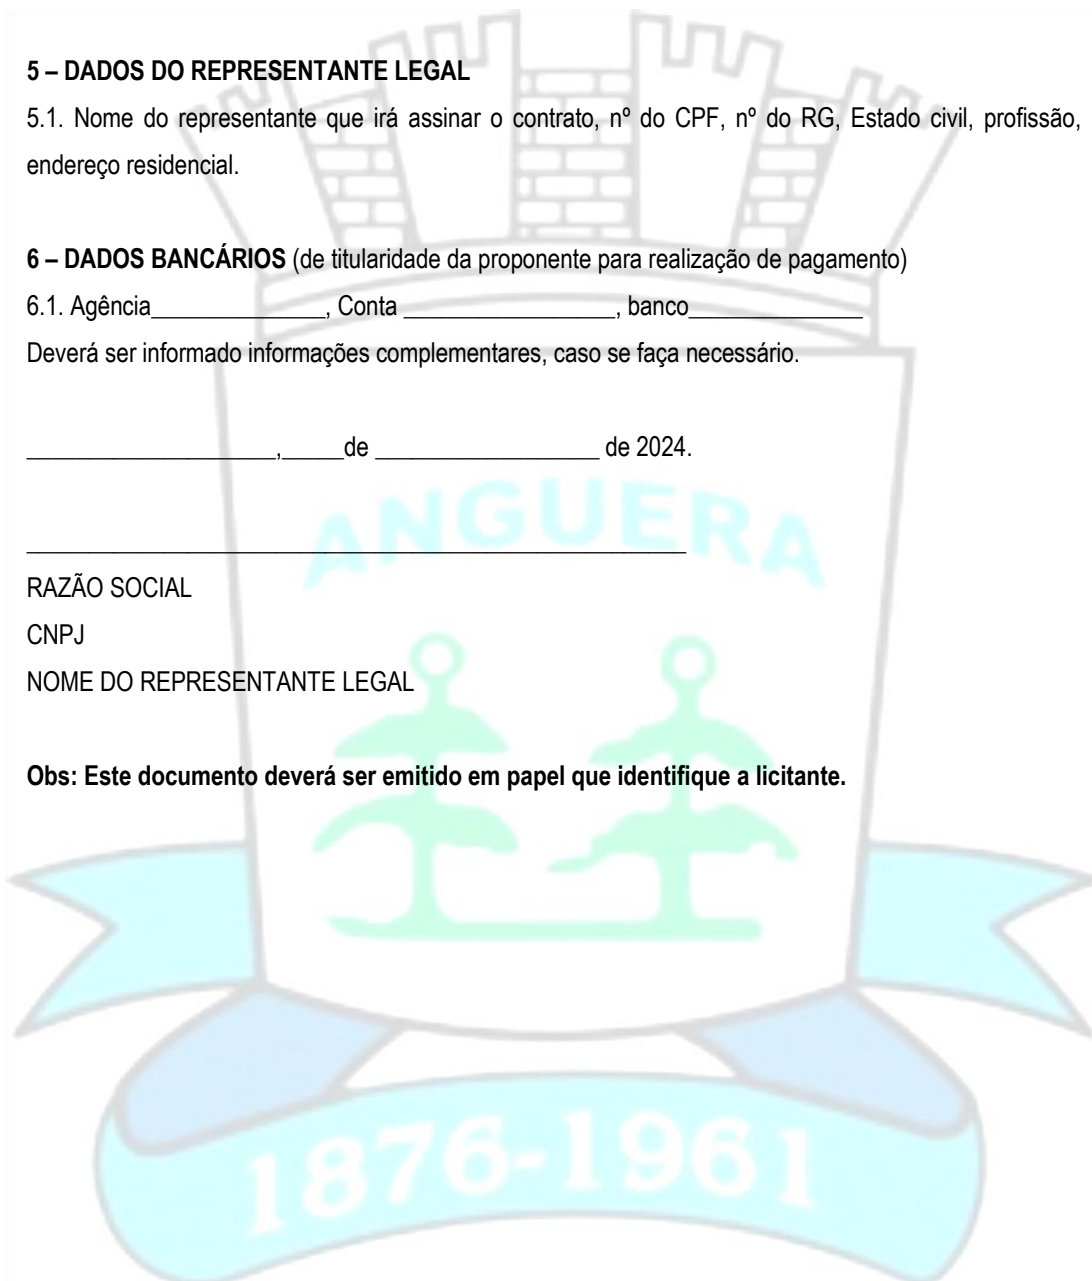 5 – DADOS DO REPRESENTANTE LEGAL
5.1. Nome do representante que irá assinar o contrato, nº do CPF, nº do RG, Estado civil, profissão,
endereço residencial.
6 – DADOS BANCÁRIOS (de titularidade da proponente para realização de pagamento)
6.1. Agência______________, Conta _________________, banco______________
Deverá ser informado informações complementares, caso se faça necessário.
____________________,_____de __________________ de 2024.
ANGUERA
_____________________________________________________
RAZÃO SOCIAL
CNPJ
NOME DO REPRESENTANTE LEGAL
Obs: Este documento deverá ser emitido em papel que identifique a licitante.
1876-1961